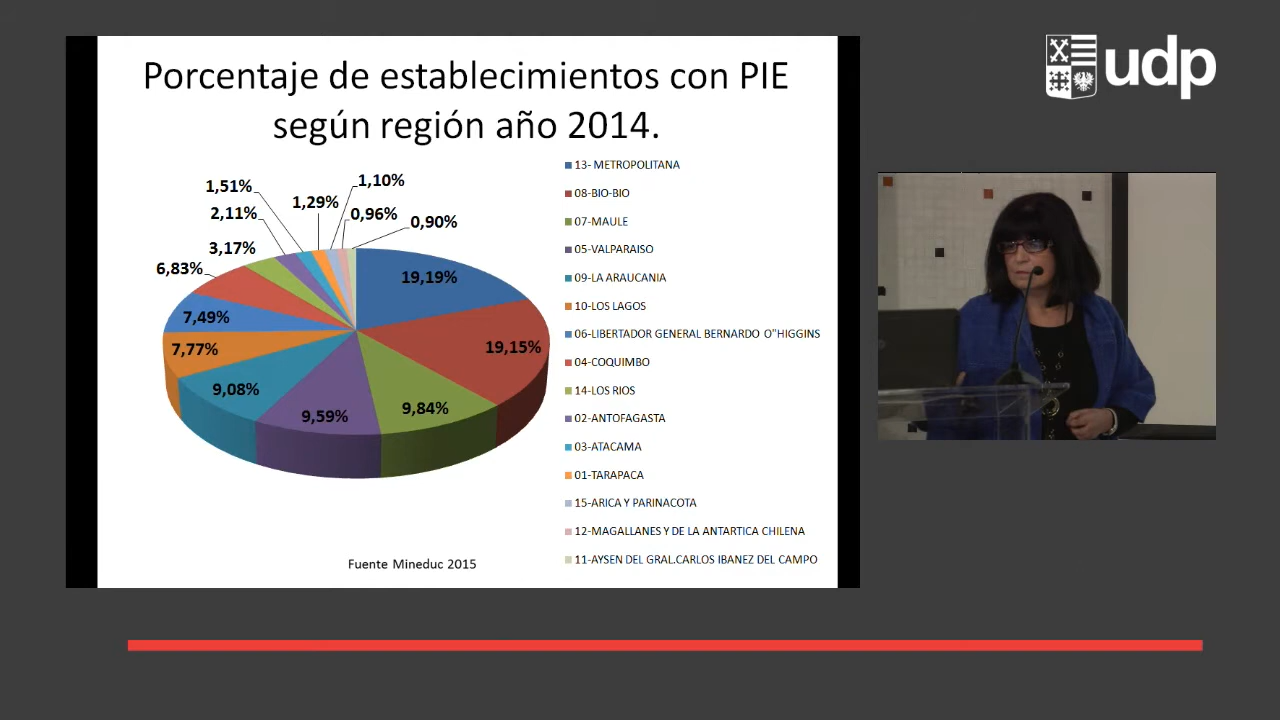 Porcentaje de establecimientos con PIE
según región año 2014.
udp
1,51%
1,10%
1,29%
2,11%
0,96%
0,90%
3,17%
6,83%
19,19%
7,49%
19,15%
7,77%
9,08%
9,84%
9,59%
13- METROPOLITANA
08-BIO-BIO
07-MAULE
05-VALPARAISO
09-LA ARAUCANIA
10-LOS LAGOS
06-LIBERTADOR GENERAL BERNARDO O"HIGGINS
04-COQUIMBO
14-LOS RIOS
02-ANTOFAGASTA
03-ATACAMA
01-TARAPACA
15-ARICA Y PARINACOTA
12-MAGALLANES Y DE LA ANTARTICA CHILENA
11-AYSEN DEL GRAL.CARLOS IBANEZ DEL CAMPO
Fuente Mineduc 2015